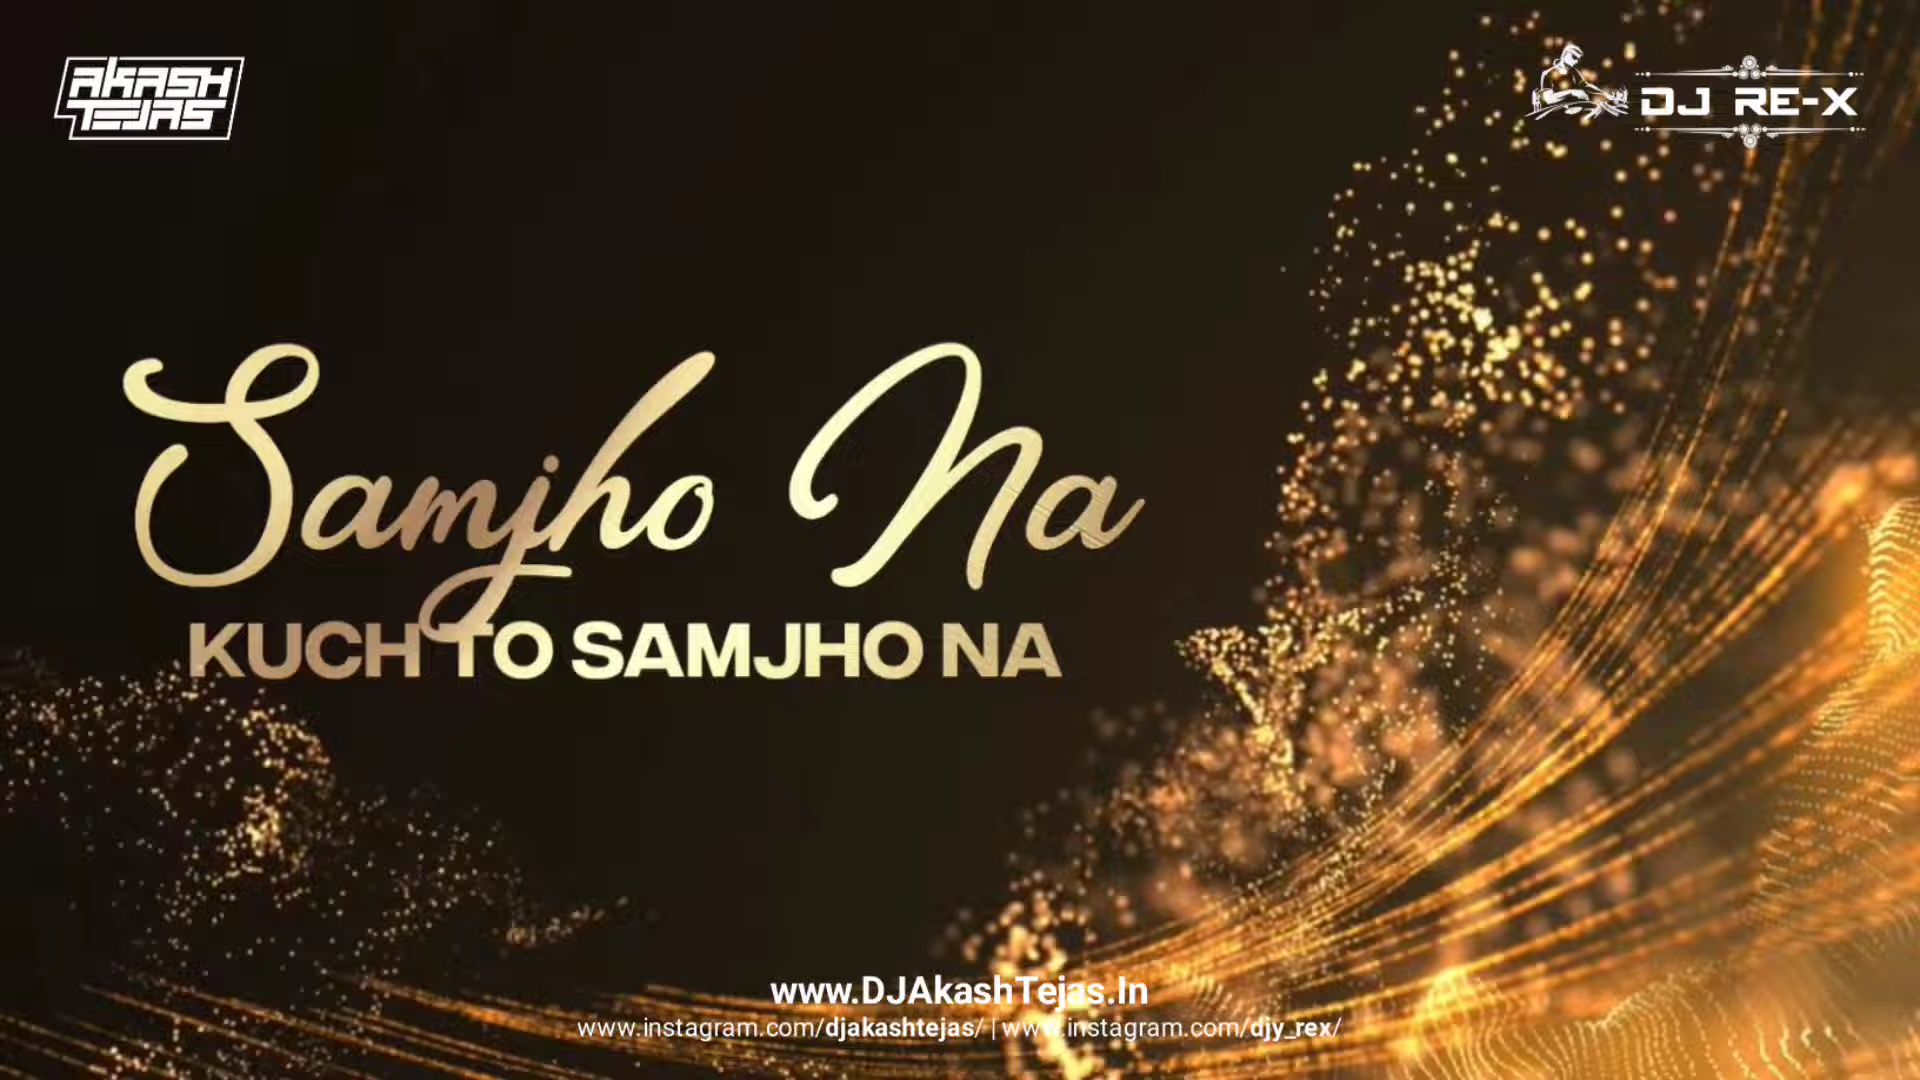 AKASH
TEJAS
DJ RE-X
Samjho Na
KUCH TO SAMJHO NA
www.DJAkashTejas.In
www.instagram.com/djakashtejas/ | www.instagram.com/djy_rex/